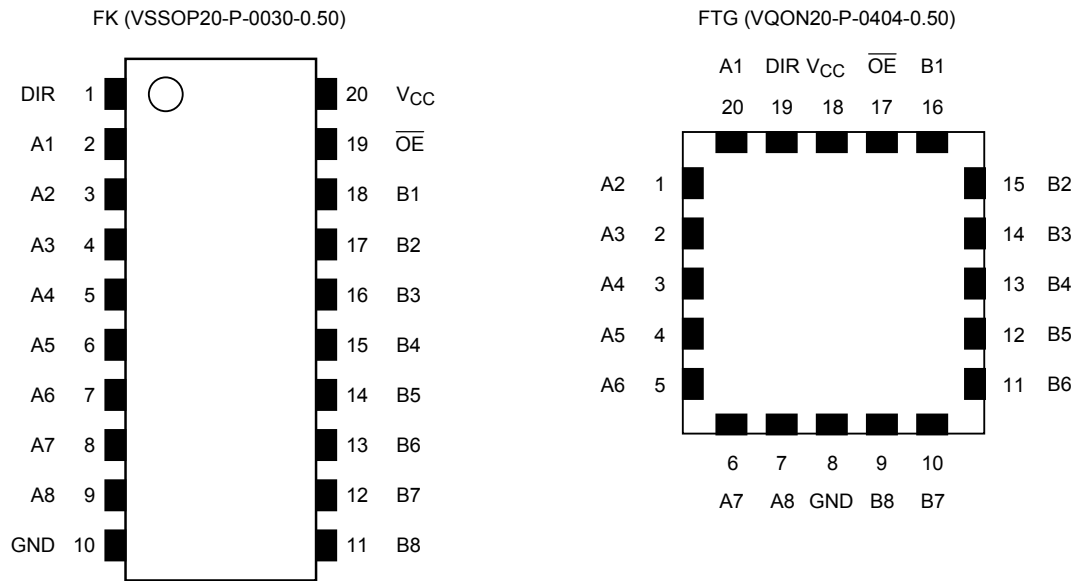 FK (VSSOP20-P-0030-0.50)
DIR 1 20 VCC
A1 2 19 O̅E̅
A2 3 18 B1
A3 4 17 B2
A4 5 16 B3
A5 6 15 B4
A6 7 14 B5
A7 8 13 B6
A8 9 12 B7
GND 10 11 B8
FTG (VQON20-P-0404-0.50)
A1 DIR VCC O̅E̅ B1
20 19 18 17 16
A2 1 15 B2
A3 2 14 B3
A4 3 13 B4
A5 4 12 B5
A6 5 11 B6
6 7 8 9 10
A7 A8 GND B8 B7